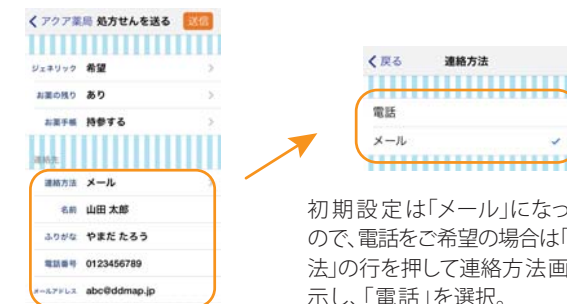 アクア薬局 処方せんを送る 送信
ジェネリック 希望
お薬の残り あり
お薬手帳 持参する
連絡先
連絡方法 メール
名前 山田 太郎
ふりがな やまだ たろう
電話番号 0123456789
メールアドレス abc@ddmap.jp
戻る 連絡方法
電話
メール
初期設定は「メール」になっ
ので、電話をご希望の場合は「
法」の行を押して連絡方法画
示し、「電話」を選択。